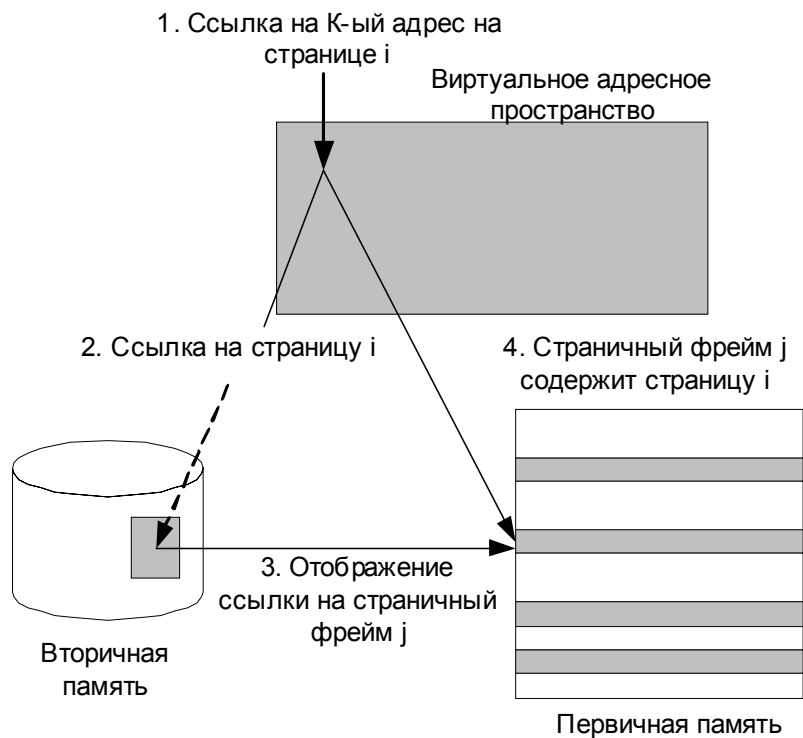 1. Ссылка на К-ый адрес на
странице i
Виртуальное адресное
пространство
2. Ссылка на страницу i
4. Страничный фрейм j
содержит страницу i
3. Отображение
ссылки на страничный
фрейм j
Вторичная
память
Первичная память